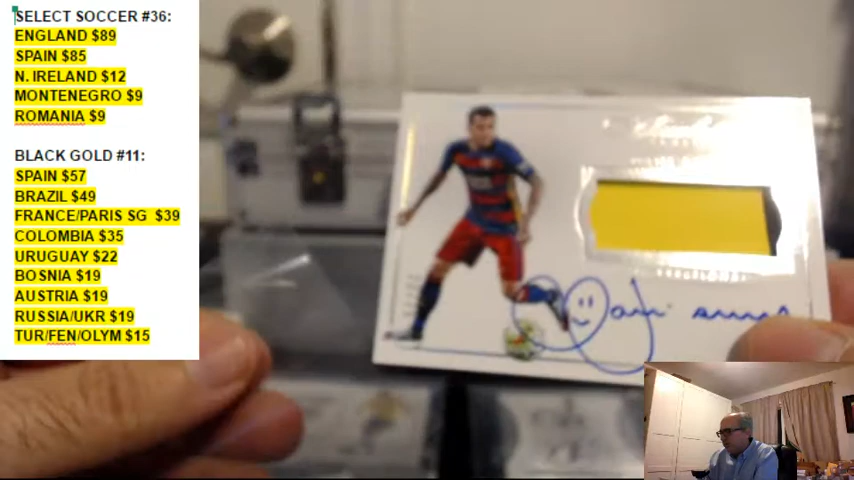 SELECT SOCCER #36:
ENGLAND $89
SPAIN $85
N. IRELAND $12
MONTENEGRO $9
ROMANIA $9
BLACK GOLD #11:
SPAIN $57
BRAZIL $49
FRANCE/PARIS SG $39
COLOMBIA $35
URUGUAY $22
BOSNIA $19
AUSTRIA $19
RUSSIA/UKR $19
TUR/FEN/OLYM $15